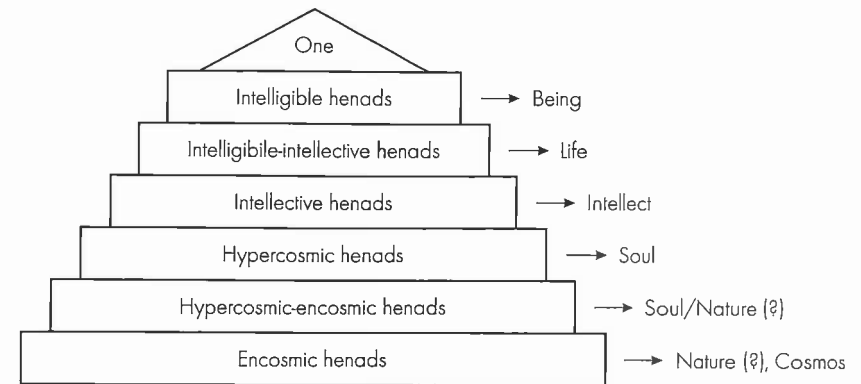 One
Intelligible henads → Being
Intelligibile-intellective henads → Life
Intellective henads → Intellect
Hypercosmic henads → Soul
Hypercosmic-encosmic henads → Soul/Nature (?)
Encosmic henads → Nature (?), Cosmos